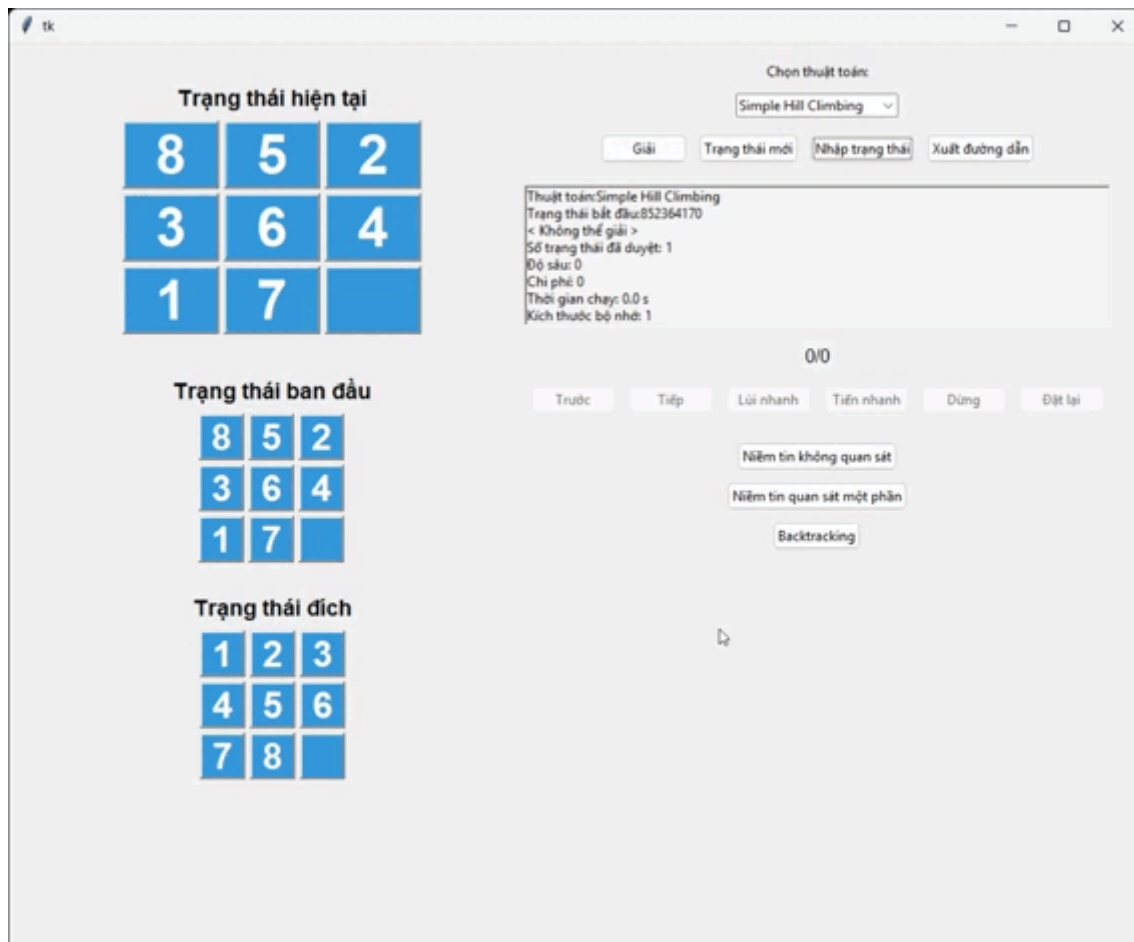 tk
Trạng thái hiện tại
8 5 2
3 6 4
1 7
Trạng thái ban đầu
8 5 2
3 6 4
1 7
Trạng thái đích
1 2 3
4 5 6
7 8
Chọn thuật toán:
Simple Hill Climbing
Giải Trạng thái mới Nhập trạng thái Xuất đường dẫn
Thuật toán:Simple Hill Climbing
Trạng thái bắt đầu:852364170
< Không thể giải >
Số trạng thái đã duyệt: 1
Độ sâu: 0
Chi phí: 0
Thời gian chạy: 0.0 s
Kích thước bộ nhớ: 1
0/0
Trước Tiếp Lùi nhanh Tiến nhanh Dừng Đặt lại
Niềm tin không quan sát
Niềm tin quan sát một phần
Backtracking